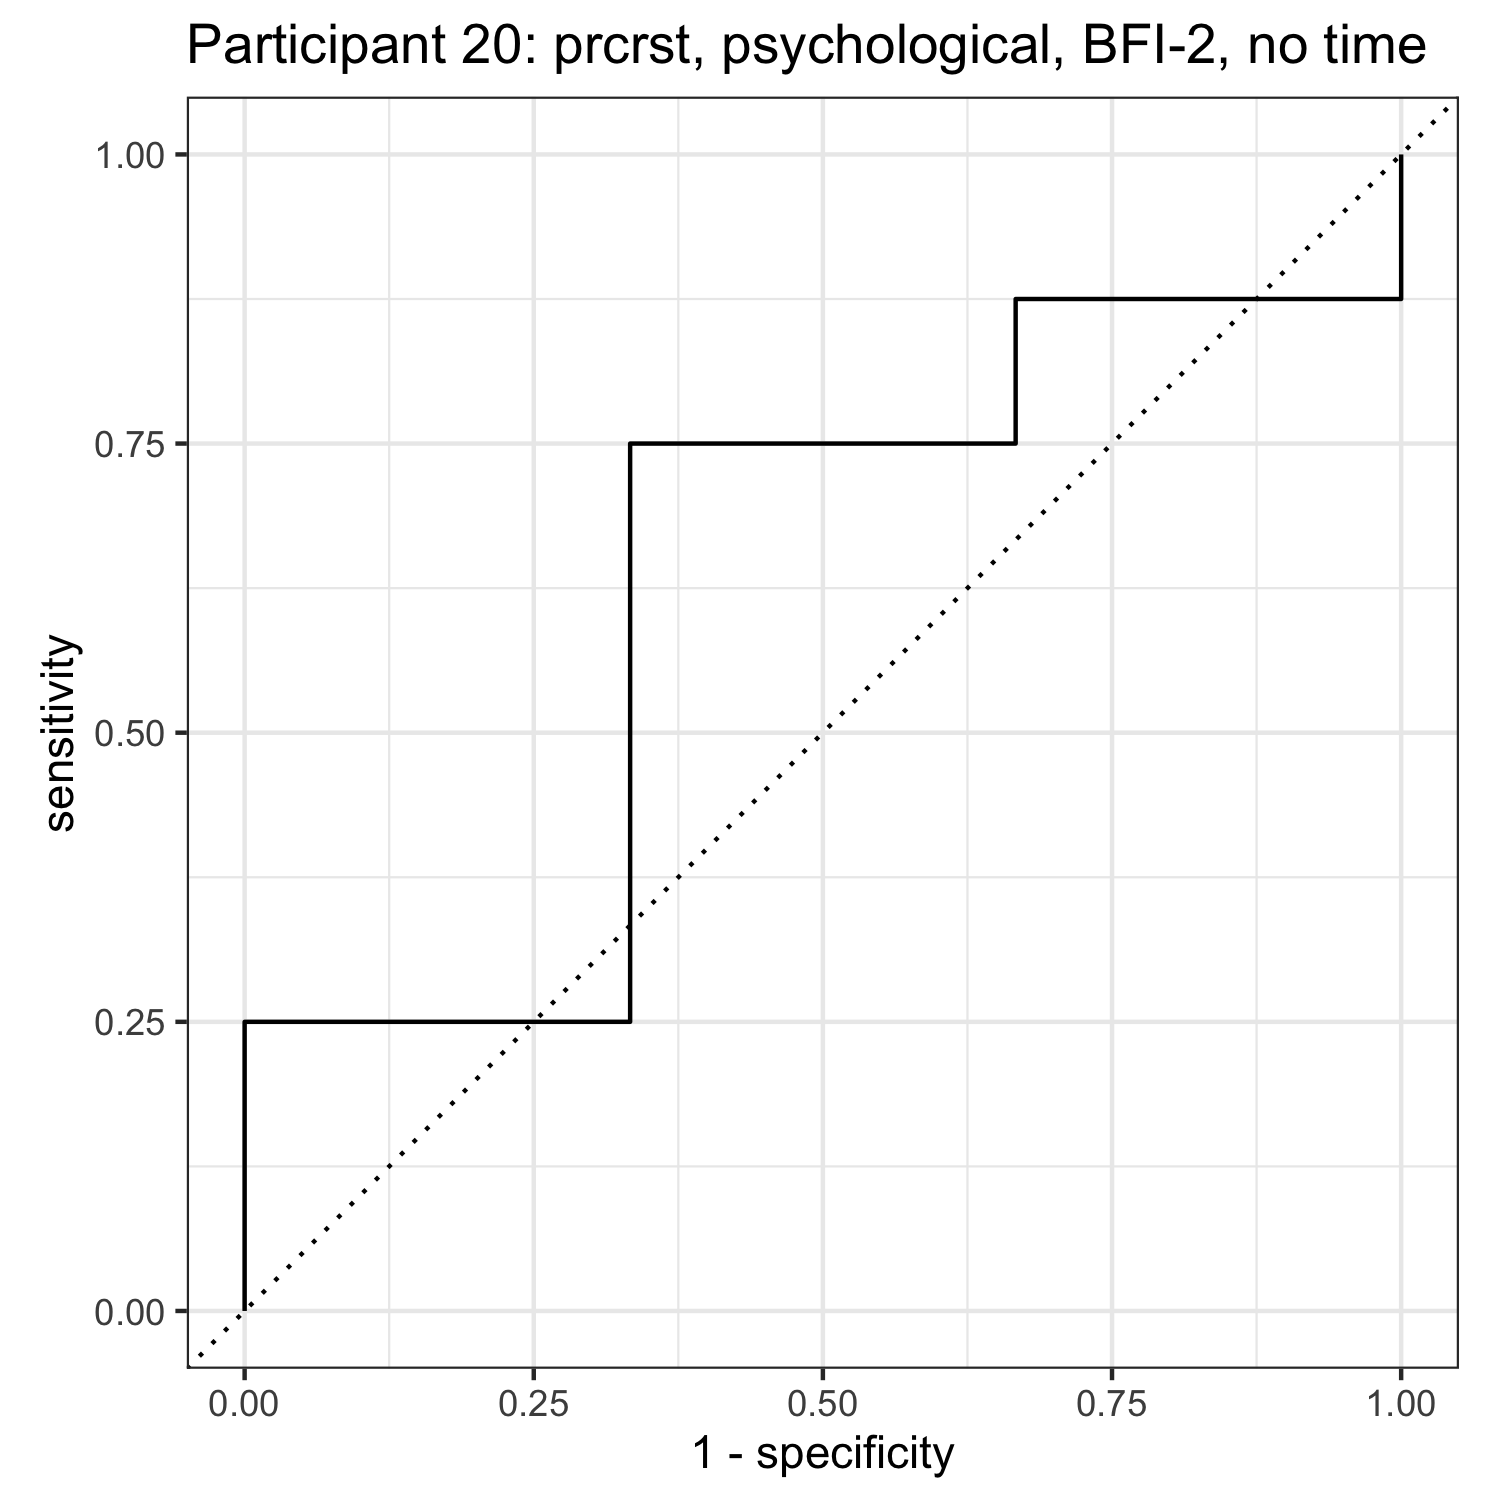 Participant 20: prcrst, psychological, BFI-2, no time
1.00
0.75
0.50
0.25
0.00
sensitivity
0.00 0.25 0.50 0.75 1.00
1 - specificity